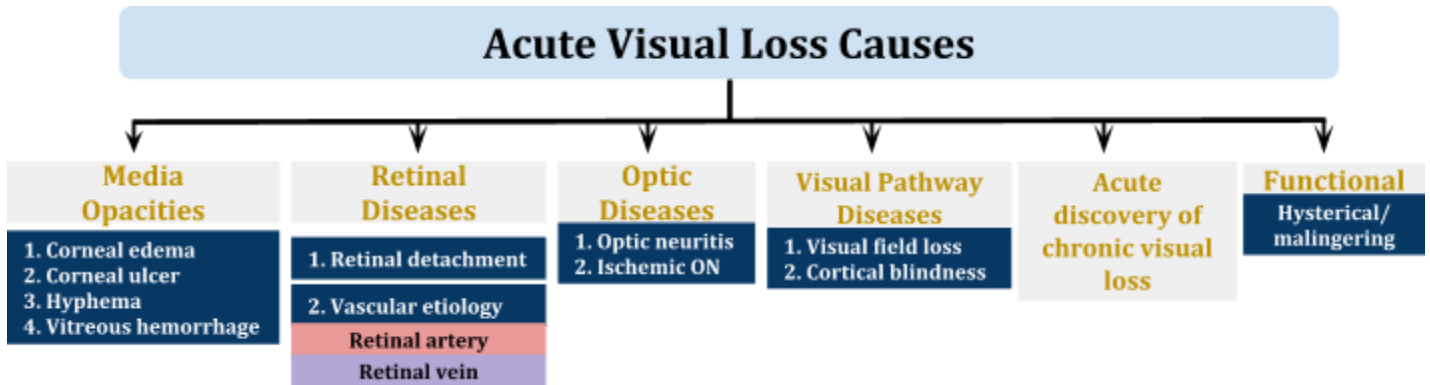 Acute Visual Loss Causes
Media
Opacities
1. Corneal edema
2. Corneal ulcer
3. Hyphema
4. Vitreous hemorrhage
Retinal
Diseases
1. Retinal detachment
2. Vascular etiology
Retinal artery
Retinal vein
Optic
Diseases
1. Optic neuritis
2. Ischemic ON
Visual Pathway
Diseases
1. Visual field loss
2. Cortical blindness
Acute
discovery of
chronic visual
loss
Functional
Hysterical/
malingering